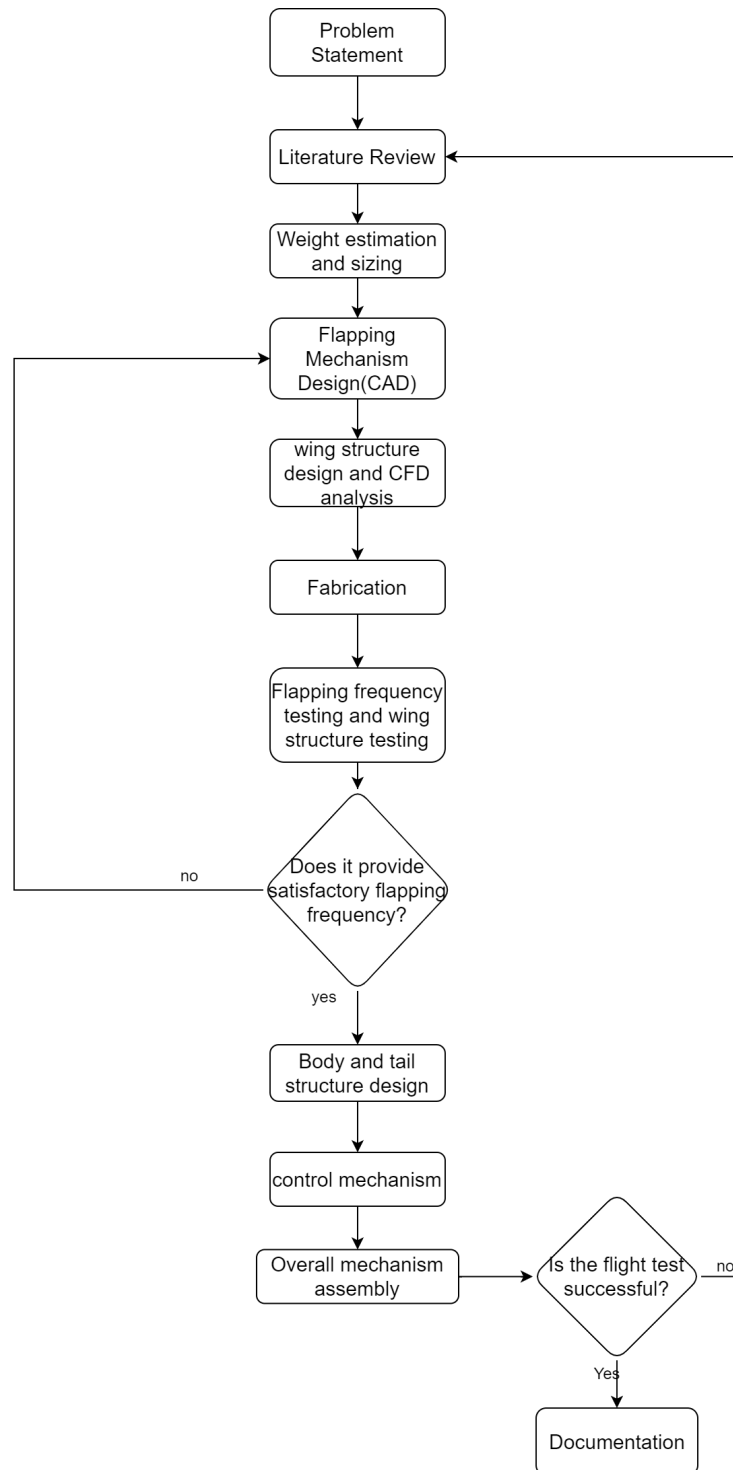 Problem
Statement
Literature Review
Weight estimation
and sizing
Flapping
Mechanism
Design(CAD)
wing structure
design and CFD
analysis
Fabrication
Flapping frequency
testing and wing
structure testing
Does it provide
satisfactory flapping
frequency?
no
yes
Body and tail
structure design
control mechanism
Overall mechanism
assembly
Is the flight test
successful?
no
Yes
Documentation